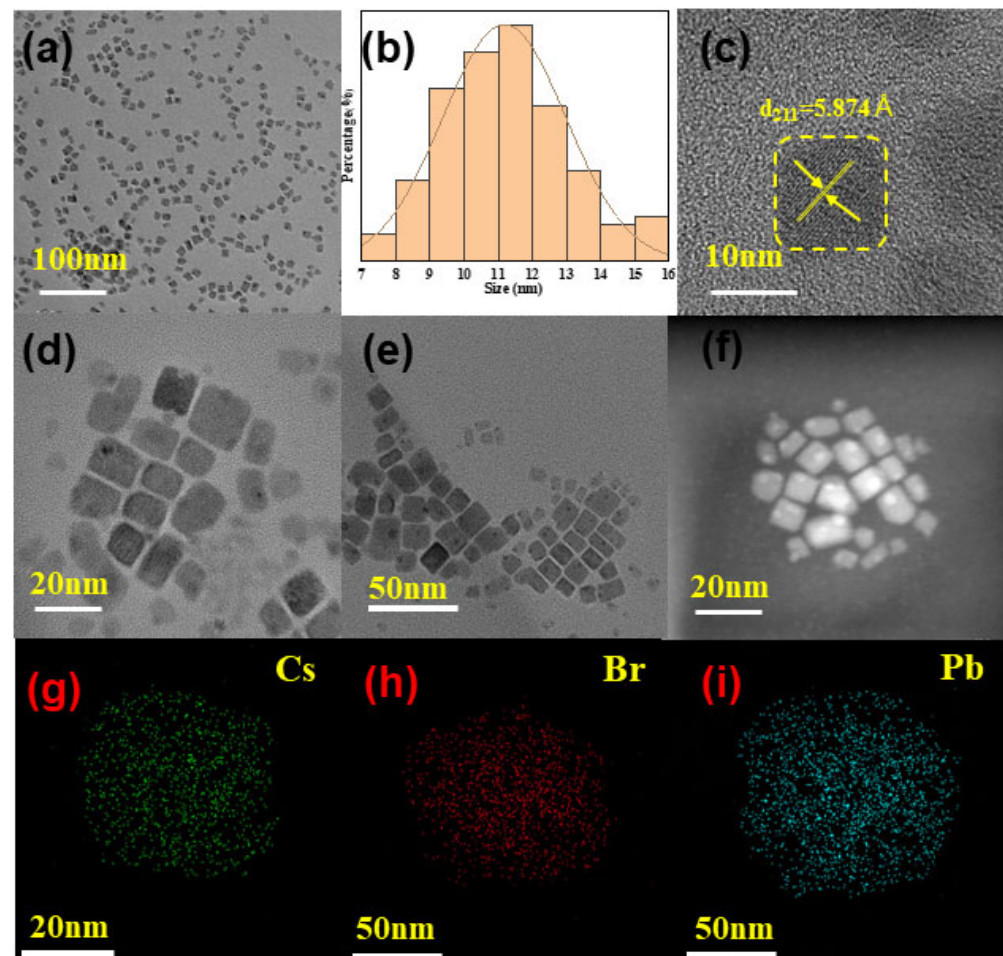 (a)
100nm
(b)
Percentage(%)
7 8 9 10 11 12 13 14 15 16
Size (nm)
(c)
d211=5.874 Å
10nm
(d)
20nm
(e)
50nm
(f)
20nm
(g)
Cs
20nm
(h)
Br
50nm
(i)
Pb
50nm